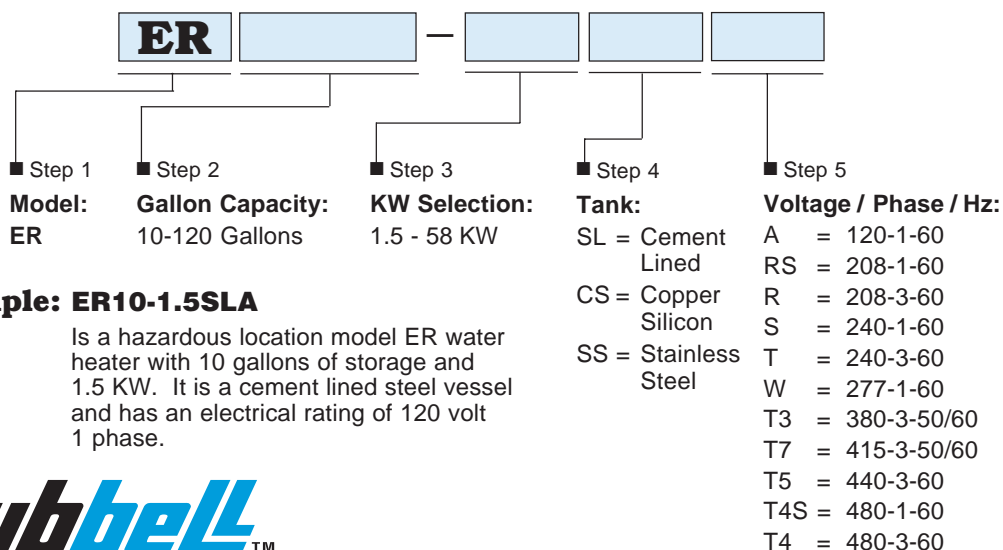 ER —
■ Step 1
Model:
ER
■ Step 2
Gallon Capacity:
10-120 Gallons
■ Step 3
KW Selection:
1.5 - 58 KW
■ Step 4
Tank:
SL = Cement
Lined
CS = Copper
Silicon
SS = Stainless
Steel
■ Step 5
Voltage / Phase / Hz:
A = 120-1-60
RS = 208-1-60
R = 208-3-60
S = 240-1-60
T = 240-3-60
W = 277-1-60
T3 = 380-3-50/60
T7 = 415-3-50/60
T5 = 440-3-60
T4S = 480-1-60
T4 = 480-3-60
ple: ER10-1.5SLA
Is a hazardous location model ER water
heater with 10 gallons of storage and
1.5 KW. It is a cement lined steel vessel
and has an electrical rating of 120 volt
1 phase.
ubbell TM